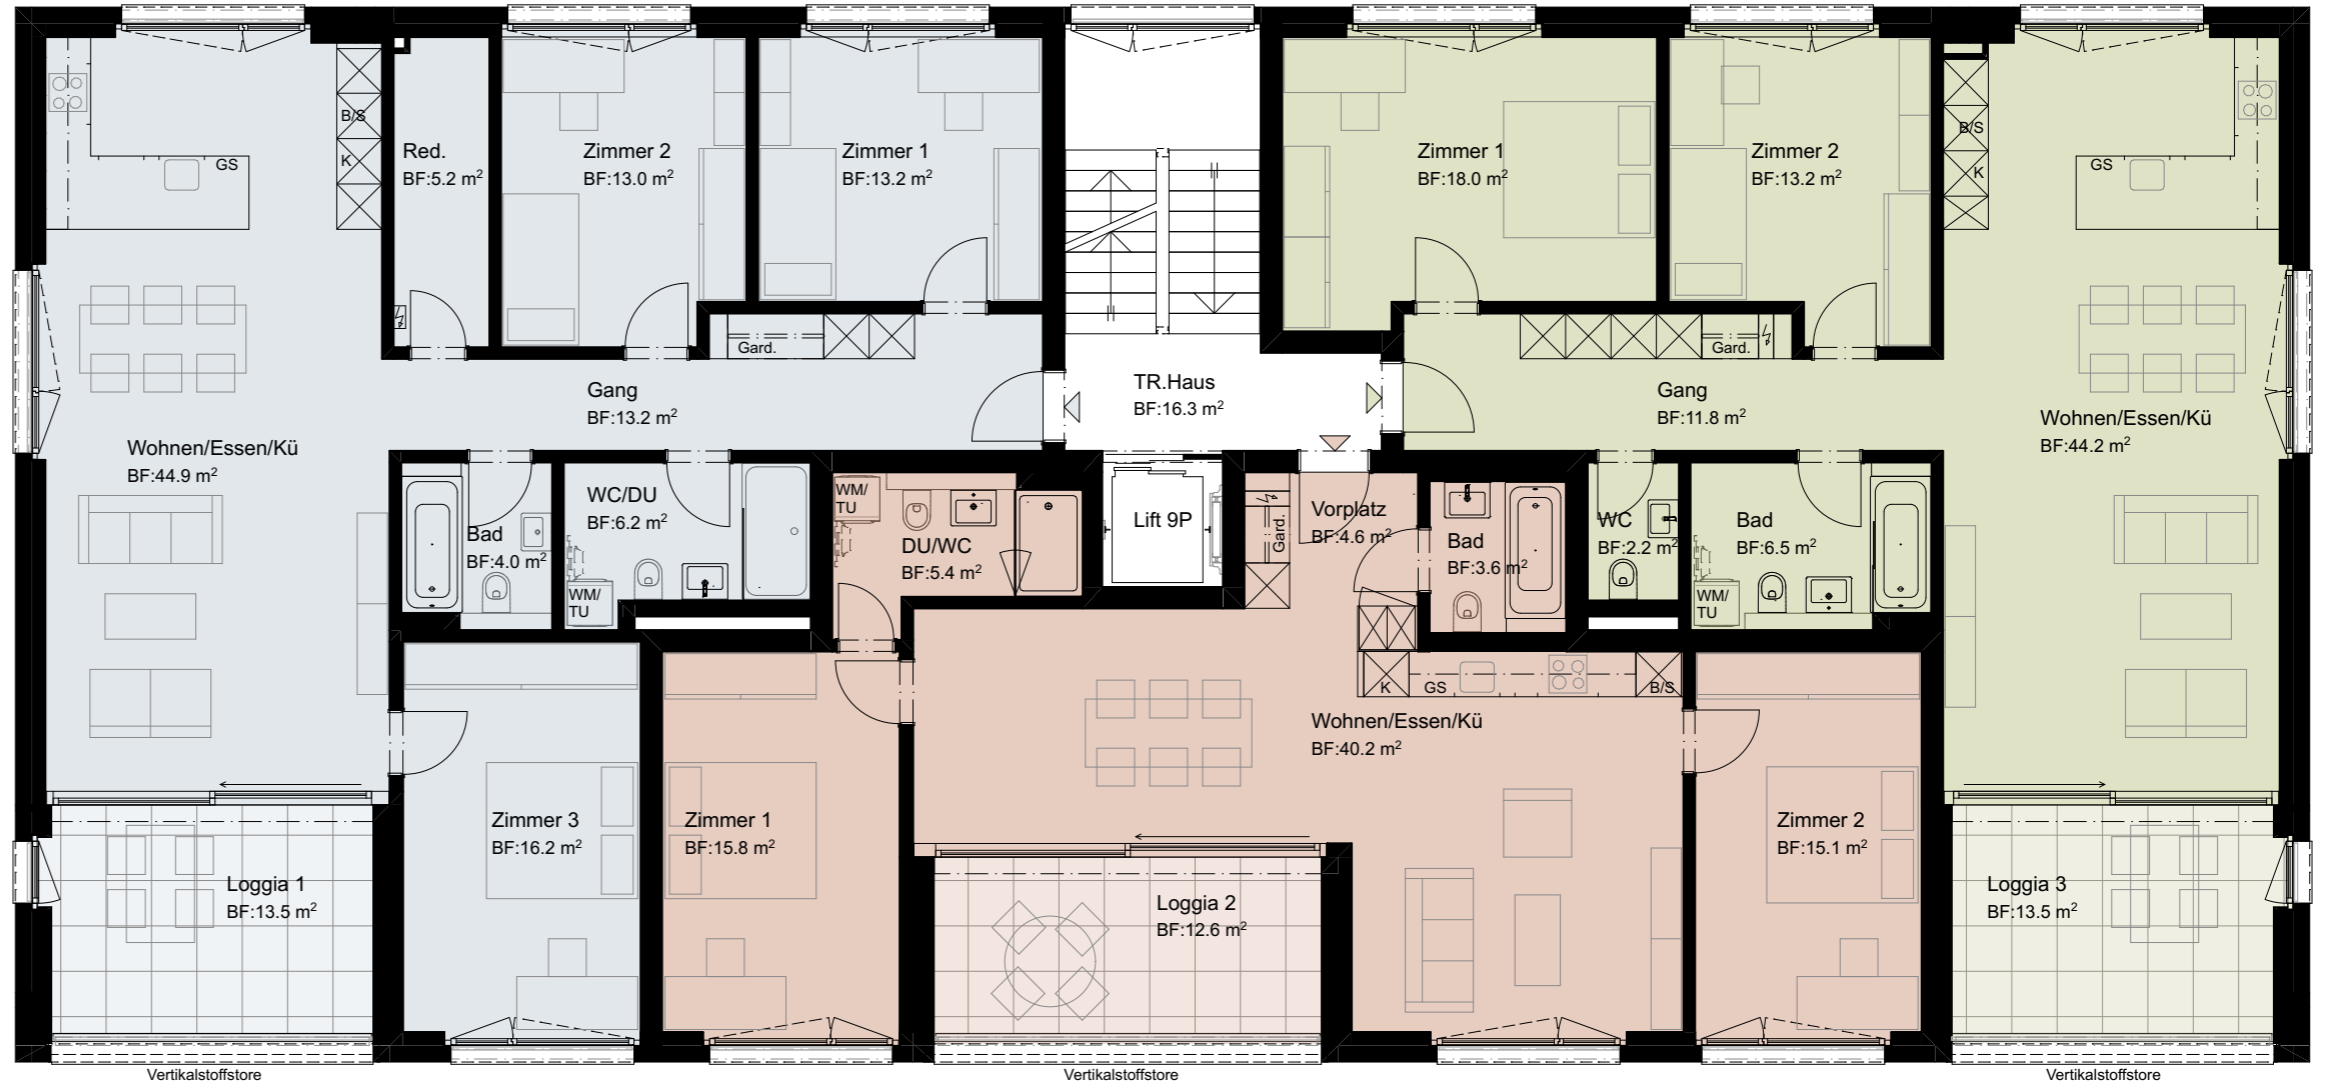 B/S
K
GS
Red.
BF:5.2 m²
Zimmer 2
BF:13.0 m²
Zimmer 1
BF:13.2 m²
Zimmer 1
BF:18.0 m²
Zimmer 2
BF:13.2 m²
B/S
K
GS
Gard.
Gard.
Gang
BF:13.2 m²
TR.Haus
BF:16.3 m²
Gang
BF:11.8 m²
Wohnen/Essen/Kü
BF:44.9 m²
Wohnen/Essen/Kü
BF:44.2 m²
Bad
BF:4.0 m²
WC/DU
BF:6.2 m²
WM/
TU
WM/
TU
DU/WC
BF:5.4 m²
Lift 9P
Gard.
Vorplatz
BF:4.6 m²
Bad
BF:3.6 m²
WC
BF:2.2 m²
Bad
BF:6.5 m²
WM/
TU
K
GS
B/S
Wohnen/Essen/Kü
BF:40.2 m²
Zimmer 3
BF:16.2 m²
Zimmer 1
BF:15.8 m²
Zimmer 2
BF:15.1 m²
Loggia 1
BF:13.5 m²
Loggia 2
BF:12.6 m²
Loggia 3
BF:13.5 m²
Vertikalstoffstore
Vertikalstoffstore
Vertikalstoffstore